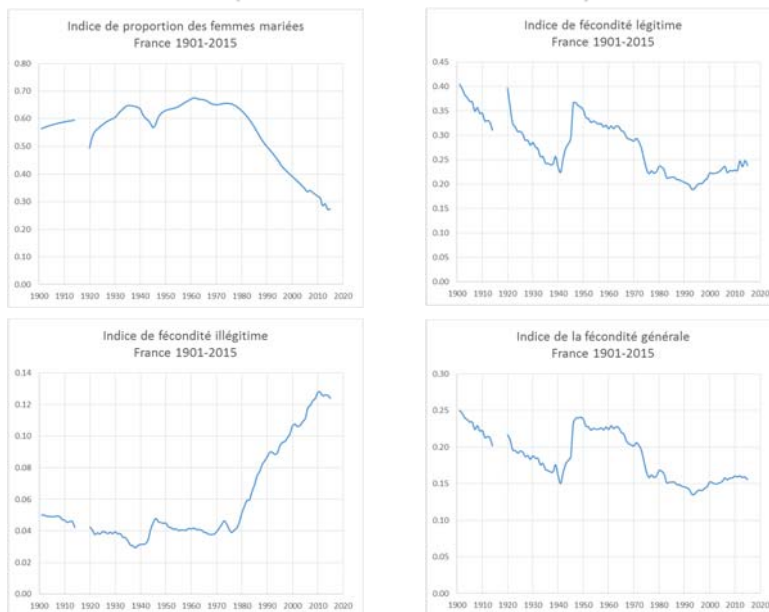 Indice de proportion des femmes mariées
France 1901-2015
0.80
0.70
0.60
0.50
0.40
0.30
0.20
0.10
0.00
1900 1910 1920 1930 1940 1950 1960 1970 1980 1990 2000 2010 2020
Indice de fécondité légitime
France 1901-2015
0.45
0.40
0.35
0.30
0.25
0.20
0.15
0.10
0.05
0.00
1900 1910 1920 1930 1940 1950 1960 1970 1980 1990 2000 2010 2020
Indice de fécondité illégitime
France 1901-2015
0.14
0.12
0.10
0.08
0.06
0.04
0.02
0.00
1900 1910 1920 1930 1940 1950 1960 1970 1980 1990 2000 2010 2020
Indice de la fécondité générale
France 1901-2015
0.30
0.25
0.20
0.15
0.10
0.05
0.00
1900 1910 1920 1930 1940 1950 1960 1970 1980 1990 2000 2010 2020